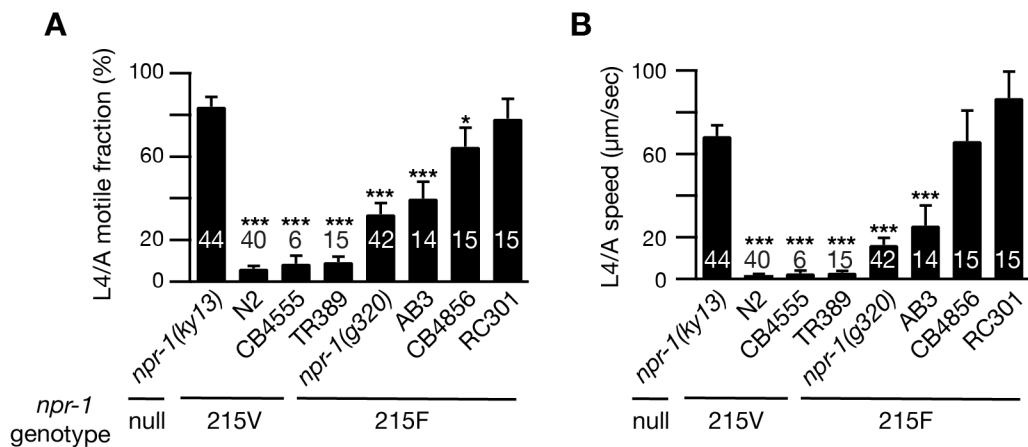 A
L4/A motile fraction (%)
100
60
20
0
44
***
40
***
6
***
15
***
42
***
14
*
15
15
npr-1(ky13)
N2
CB4555
TR389
npr-1(g320)
AB3
CB4856
RC301
npr-1
genotype
null
215V
215F
B
L4/A speed (μm/sec)
100
60
20
0
44
***
40
***
6
***
15
***
42
***
14
15
15
npr-1(ky13)
N2
CB4555
TR389
npr-1(g320)
AB3
CB4856
RC301
null
215V
215F